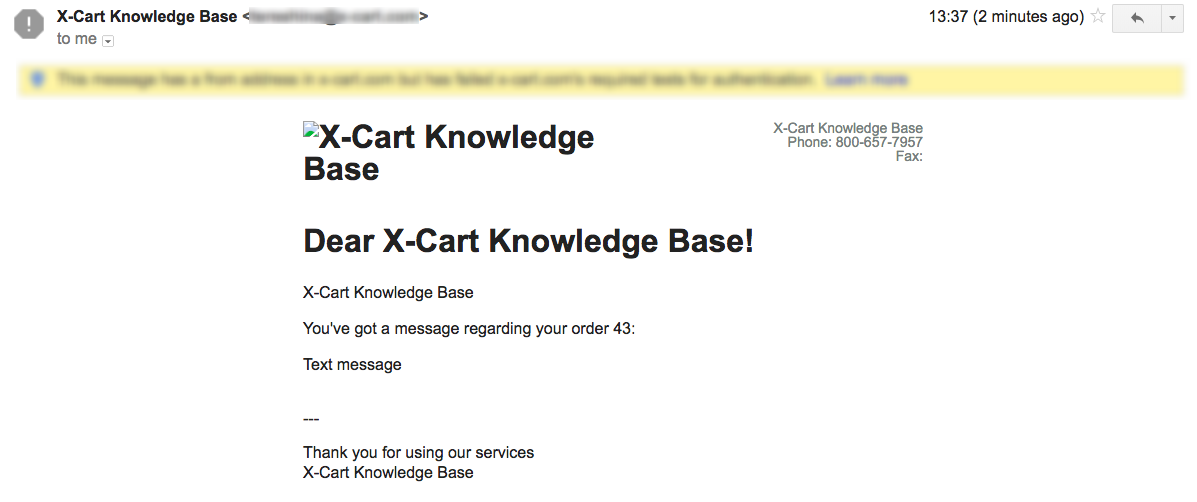 X-Cart Knowledge Base <
>
13:37 (2 minutes ago)
to me
This message has a from address in x-cart.com but has failed x-cart.com's required tests for authentication. Learn more
X-Cart Knowledge
Base
X-Cart Knowledge Base
Phone: 800-657-7957
Fax:
Dear X-Cart Knowledge Base!
X-Cart Knowledge Base
You've got a message regarding your order 43:
Text message
---
Thank you for using our services
X-Cart Knowledge Base